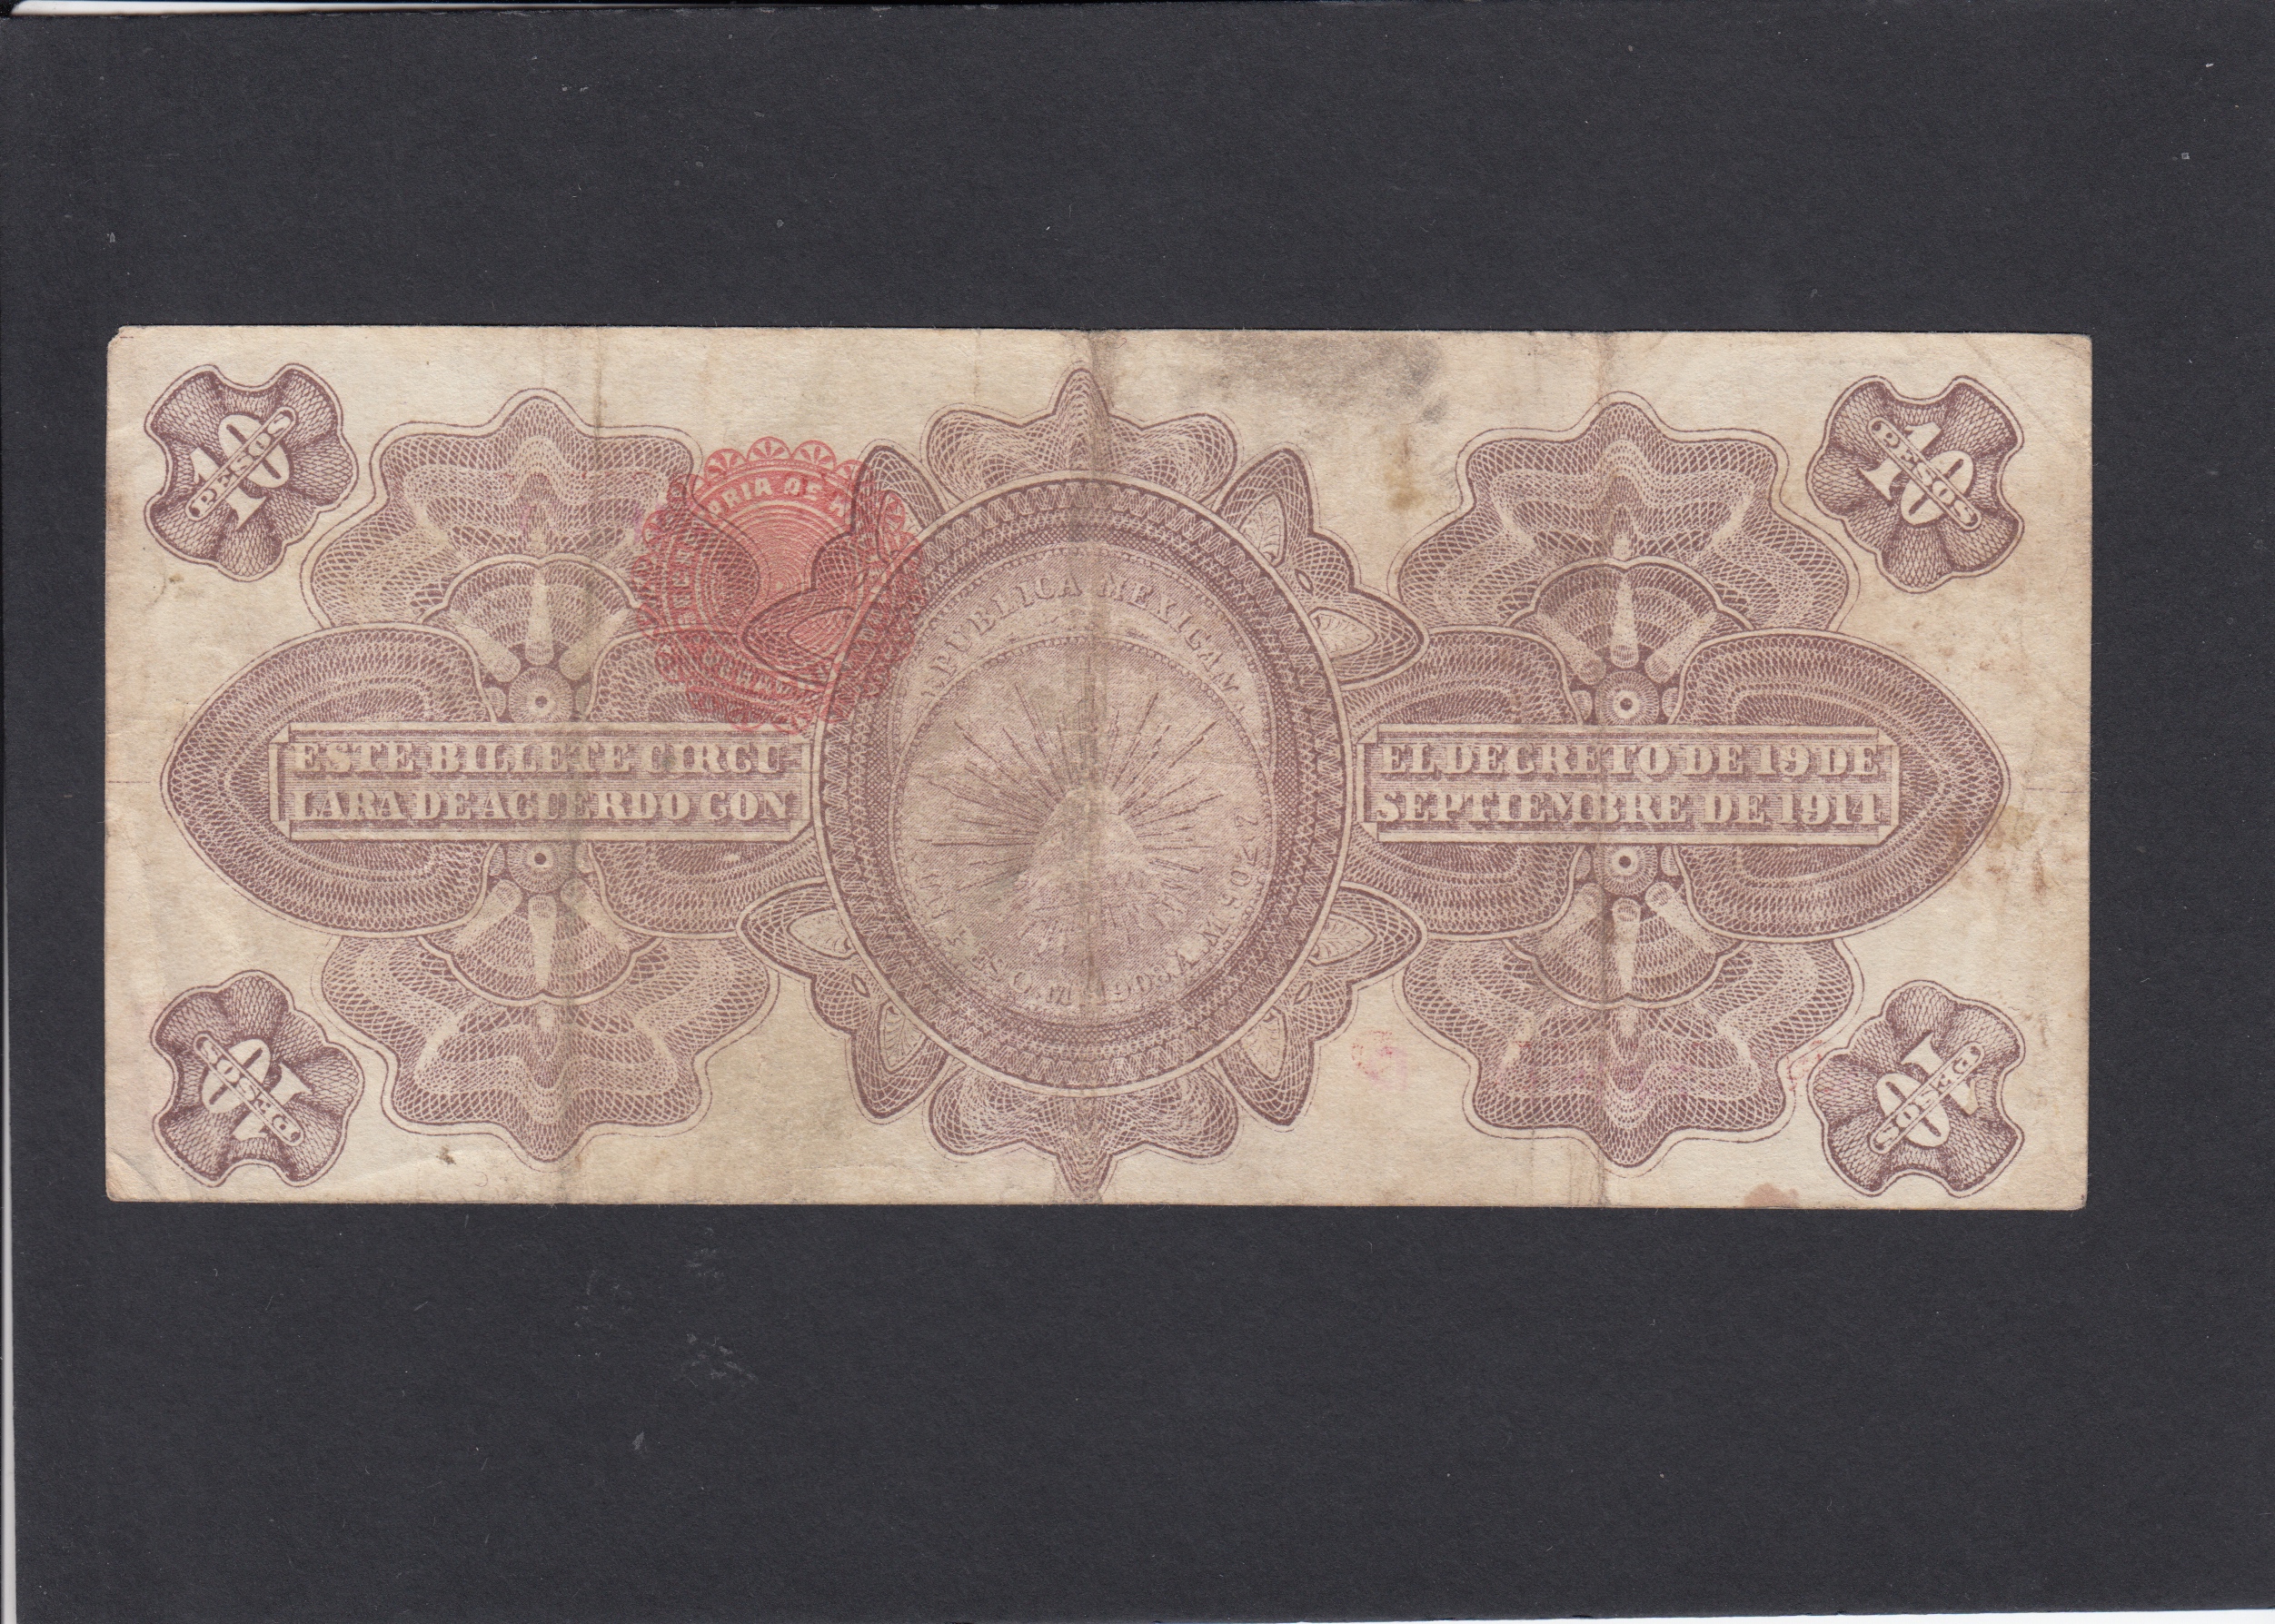 10
PESOS
10
PESOS
REPUBLICA MEXICANA
ESTE BILLETE CIRCU-
LARA DE ACUERDO CON
EL DECRETO DE 19 DE
SEPTIEMBRE DE 1914
10
PESOS
10
PESOS